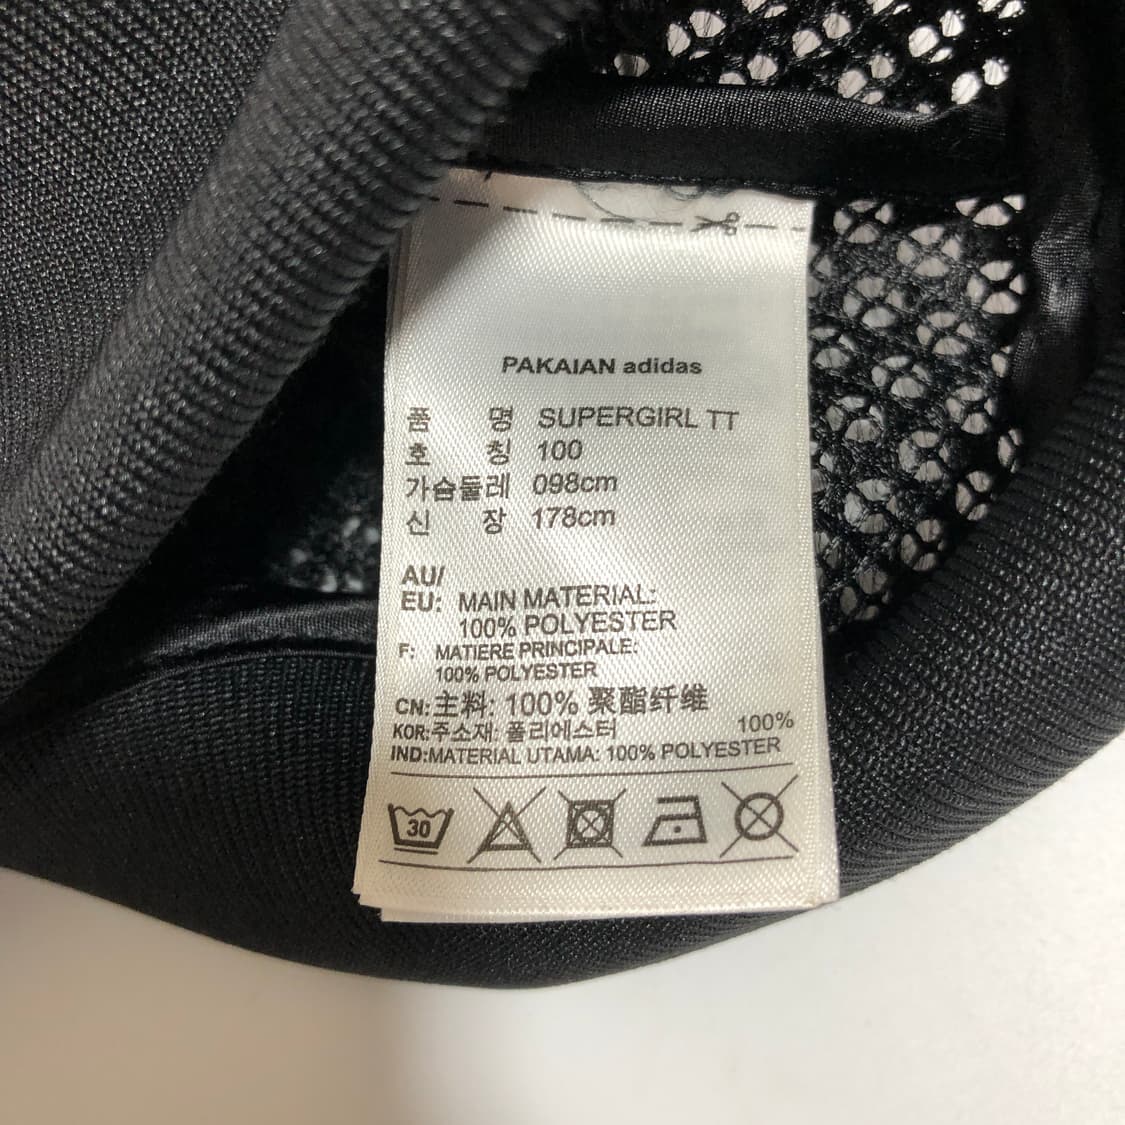 PAKAIAN adidas
품 명 SUPERGIRL TT
호 칭 100
가슴둘레 098cm
신 장 178cm
AU/
EU: MAIN MATERIAL:
100% POLYESTER
F: MATIERE PRINCIPALE:
100% POLYESTER
CN:主料: 100% 聚酯纤维
KOR:주소재: 폴리에스터 100%
IND:MATERIAL UTAMA: 100% POLYESTER
30